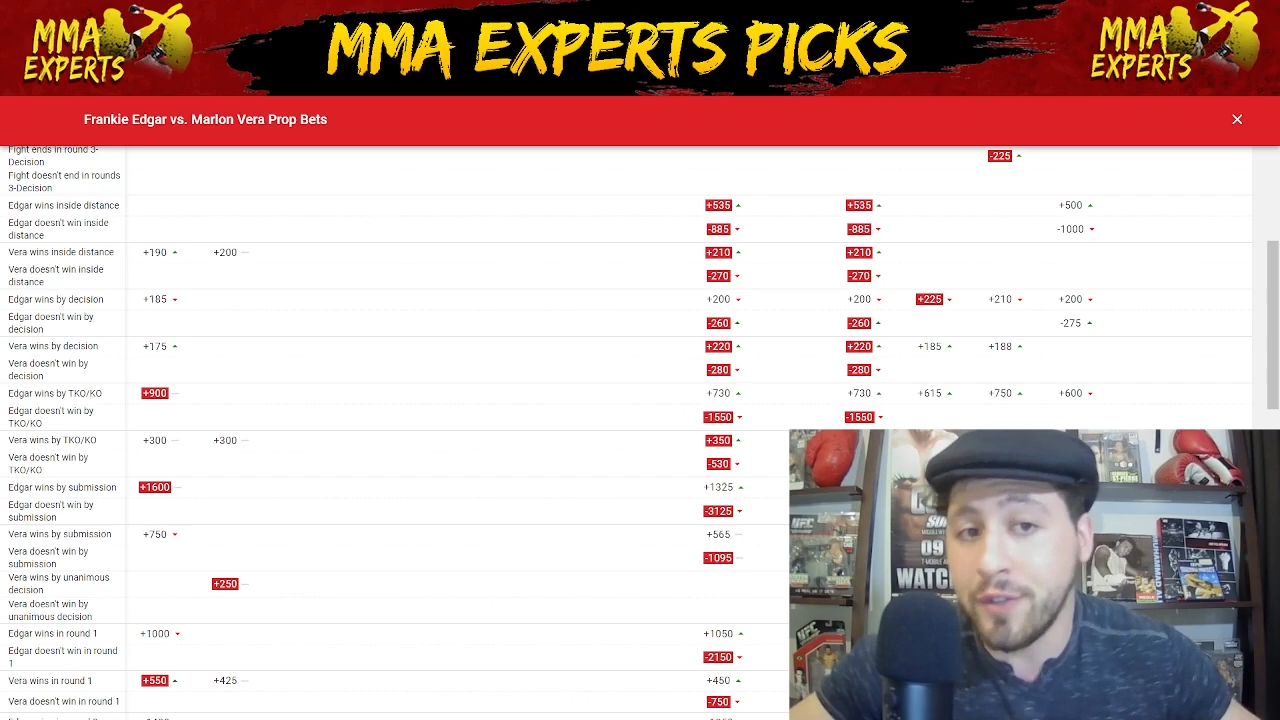 MMA
EXPERTS
MMA EXPERTS PICKS
MMA
EXPERTS
Frankie Edgar vs. Marlon Vera Prop Bets
Fight ends in round 3-
Decision
-225
Fight doesn't end in rounds
3-Decision
Edgar wins inside distance +535 +535 +500
Edgar doesn't win inside
distance
-885 -885 -1000
Vera wins inside distance +190 +200 +210 +210
Vera doesn't win inside
distance
-270 -270
Edgar wins by decision +185 +200 +200 +225 +210 +200
Edgar doesn't win by
decision
-260 -260 -275
Vera wins by decision +175 +220 +220 +185 +188
Vera doesn't win by
decision
-280 -280
Edgar wins by TKO/KO +900 +730 +730 +615 +750 +600
Edgar doesn't win by
TKO/KO
-1550 -1550
Vera wins by TKO/KO +300 +300 +350
Vera doesn't win by
TKO/KO
-530
Edgar wins by submission +1600 +1325
Edgar doesn't win by
submission
-3125
Vera wins by submission +750 +565
Vera doesn't win by
submission
-1095
Vera wins by unanimous
decision
+250
Vera doesn't win by
unanimous decision
Edgar wins in round 1 +1000 +1050
Edgar doesn't win in round
1
-2150
Vera wins in round 1 +550 +425 +450
Vera doesn't win in round 1 -750
UFC
09
T-MOBILE
WATCH
MUHAMMAD
UFC